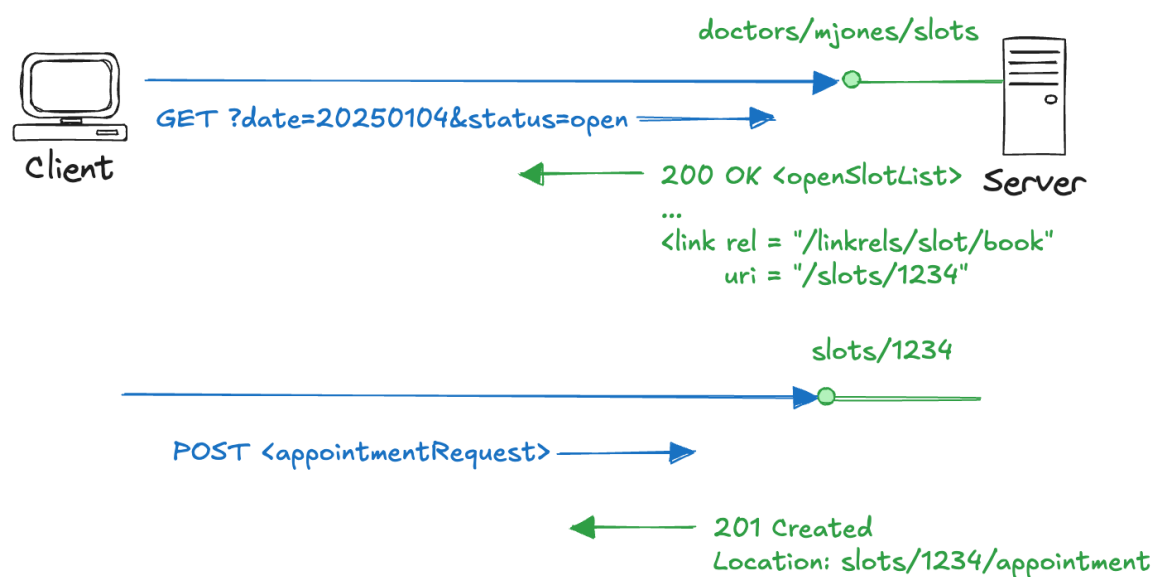 doctors/mjones/slots
GET ?date=20250104&status=open
Client
200 OK <openSlotList>
Server
...
<link rel = "/linkrels/slot/book"
uri = "/slots/1234"
slots/1234
POST <appointmentRequest>
201 Created
Location: slots/1234/appointment